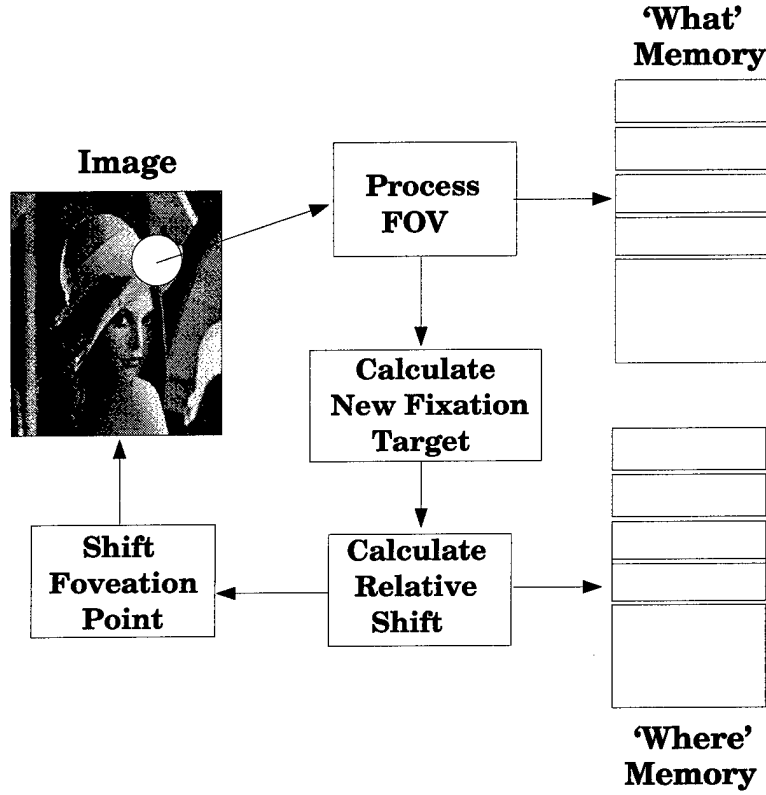 ‘What’
Memory
Image
Process
FOV
Calculate
New Fixation
Target
Shift
Foveation
Point
Calculate
Relative
Shift
‘Where’
Memory